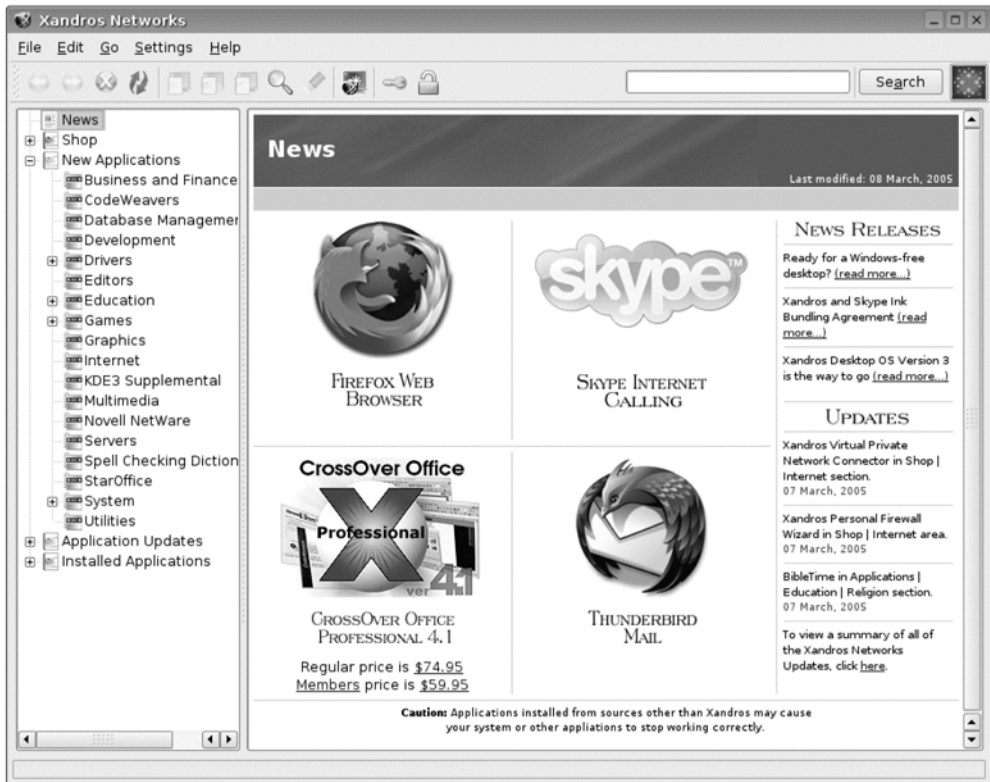 Xandros Networks
File Edit Go Settings Help
Search
News
Shop
New Applications
Business and Finance
CodeWeavers
Database Managemer
Development
Drivers
Editors
Education
Games
Graphics
Internet
KDE3 Supplemental
Multimedia
Novell NetWare
Servers
Spell Checking Diction
StarOffice
System
Utilities
Application Updates
Installed Applications
News
Last modified: 08 March, 2005
FIREFOX WEB
BROWSER
skype™
SKYPE INTERNET
CALLING
CrossOver Office
Professional
ver 4.1
CROSSOVER OFFICE
PROFESSIONAL 4.1
Regular price is $74.95
Members price is $59.95
THUNDERBIRD
MAIL
NEWS RELEASES
Ready for a Windows-free
desktop? (read more...)
Xandros and Skype Ink
Bundling Agreement (read
more...)
Xandros Desktop OS Version 3
is the way to go (read more...)
UPDATES
Xandros Virtual Private
Network Connector in Shop |
Internet section.
07 March, 2005
Xandros Personal Firewall
Wizard in Shop | Internet area.
07 March, 2005
BibleTime in Applications |
Education | Religion section.
07 March, 2005
To view a summary of all of
the Xandros Networks
Updates, click here.
Caution: Applications installed from sources other than Xandros may cause
your system or other appliations to stop working correctly.